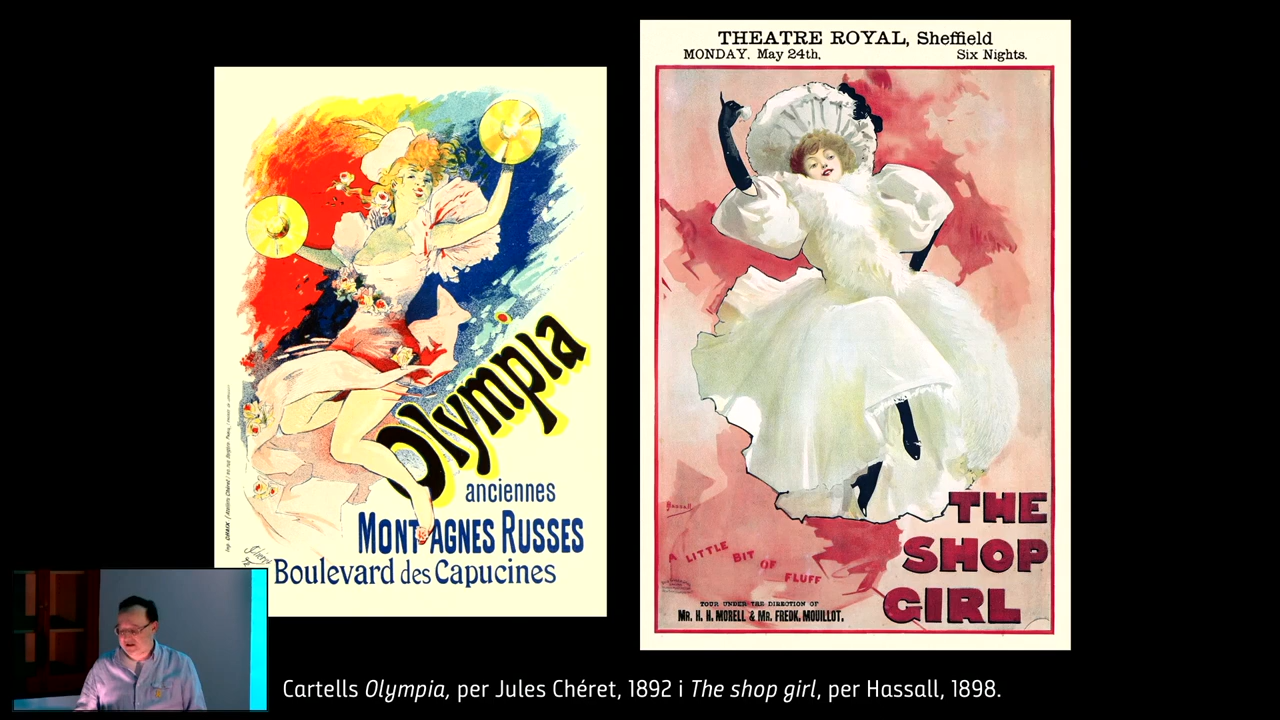 Olympia
anciennes
MONTAGNES RUSSES
Boulevard des Capucines
THEATRE ROYAL, Sheffield
MONDAY, May 24th, Six Nights.
Hassall
A LITTLE BIT OF FLUFF
THE
SHOP
GIRL
TOUR UNDER THE DIRECTION OF
MR. H. H. MORELL & MR. FREDK. MOUILLOT.
Cartells Olympia, per Jules Chéret, 1892 i The shop girl, per Hassall, 1898.